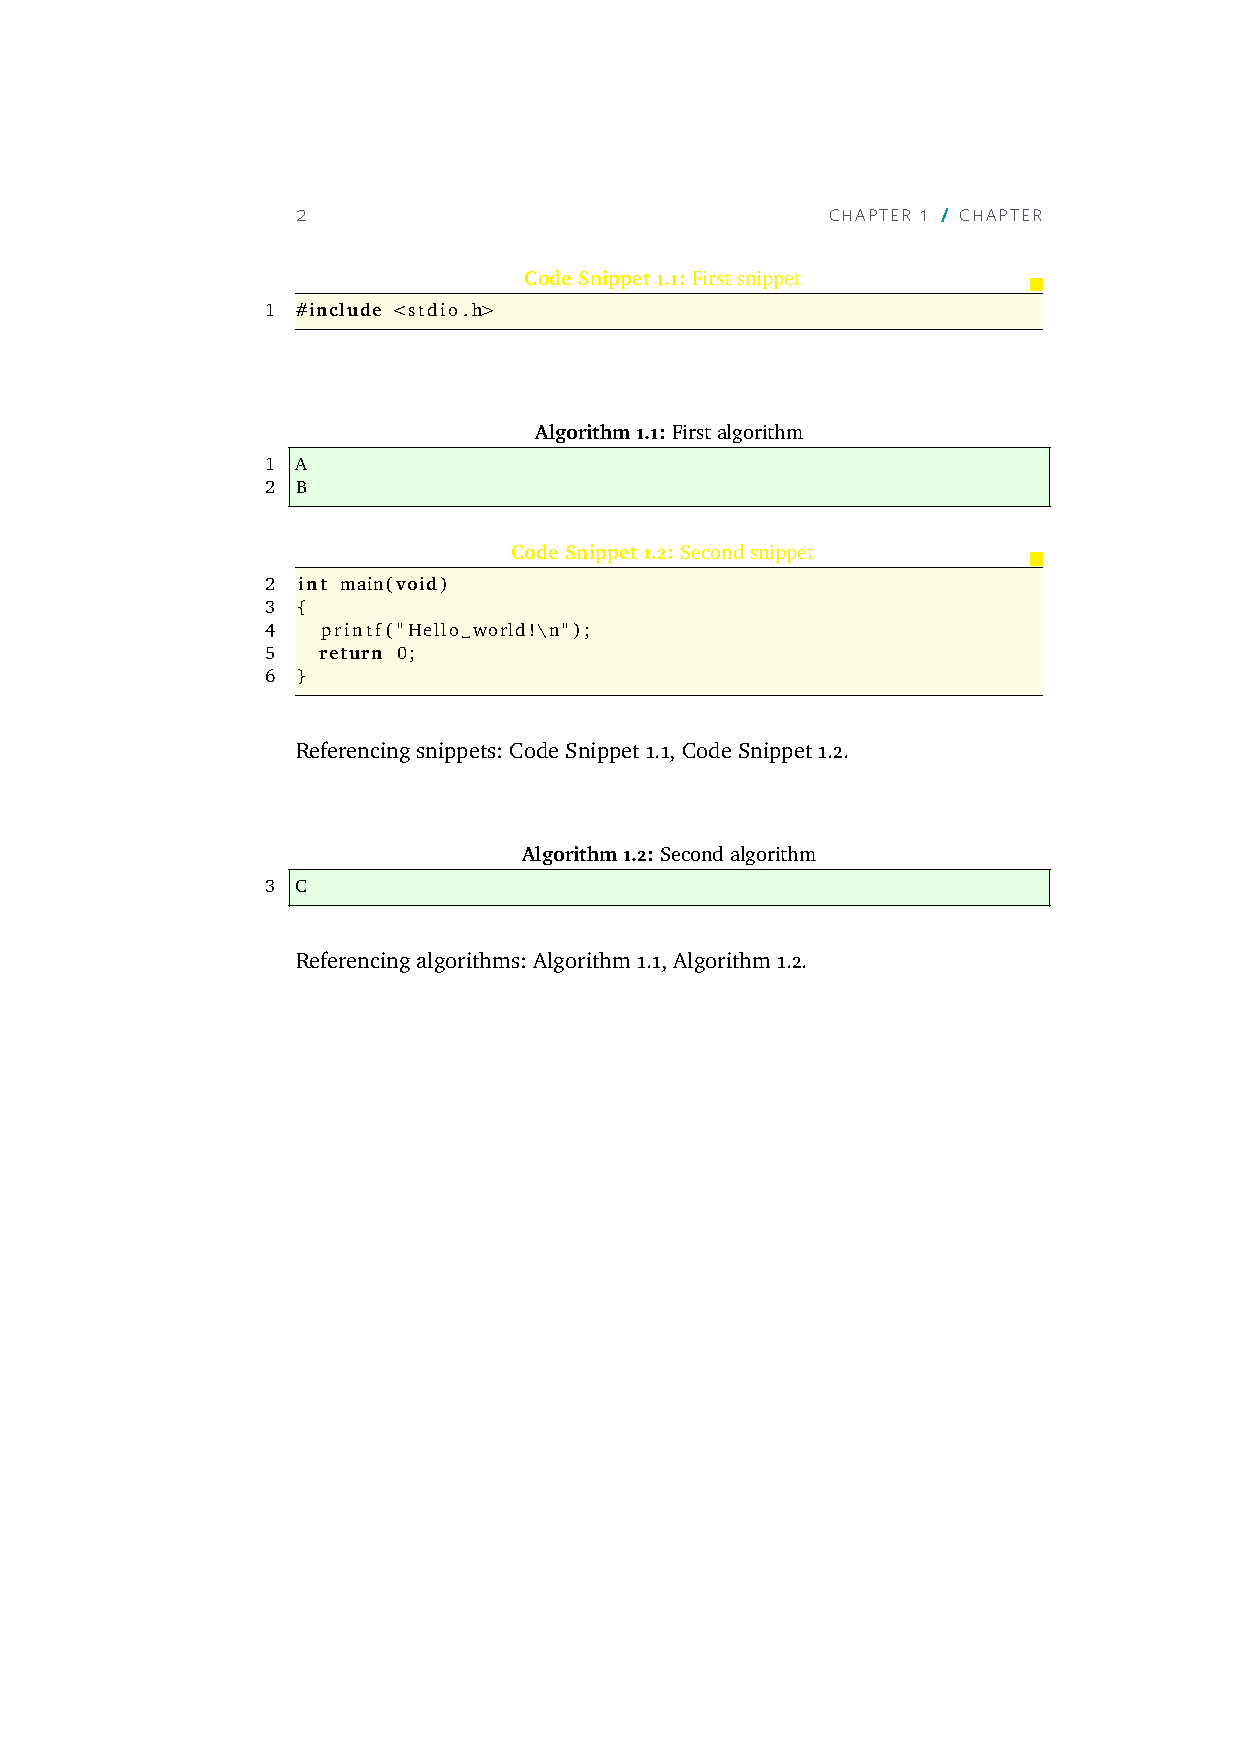 2 CHAPTER 1 / CHAPTER
Code Snippet 1.1: First snippet
1 #include <stdio.h>
Algorithm 1.1: First algorithm
1 A
2 B
Code Snippet 1.2: Second snippet
2 int main(void)
3 {
4 printf("Hello␣world!\n");
5 return 0;
6 }
Referencing snippets: Code Snippet 1.1, Code Snippet 1.2.
Algorithm 1.2: Second algorithm
3 C
Referencing algorithms: Algorithm 1.1, Algorithm 1.2.